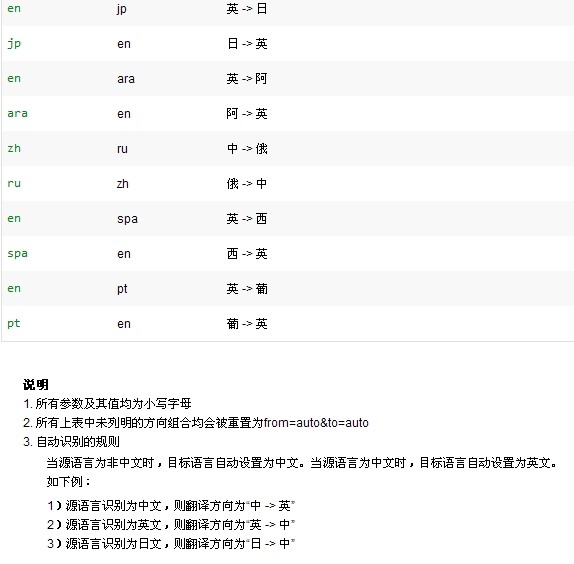 en jp 英 -> 日
jp en 日 -> 英
en ara 英 -> 阿
ara en 阿 -> 英
zh ru 中 -> 俄
ru zh 俄 -> 中
en spa 英 -> 西
spa en 西 -> 英
en pt 英 -> 葡
pt en 葡 -> 英
说明
1. 所有参数及其值均为小写字母
2. 所有上表中未列明的方向组合均会被重置为from=auto&to=auto
3. 自动识别的规则
当源语言为非中文时，目标语言自动设置为中文。当源语言为中文时，目标语言自动设置为英文。
如下例：
1）源语言识别为中文，则翻译方向为“中 -> 英”
2）源语言识别为英文，则翻译方向为“英 -> 中”
3）源语言识别为日文，则翻译方向为“日 -> 中”